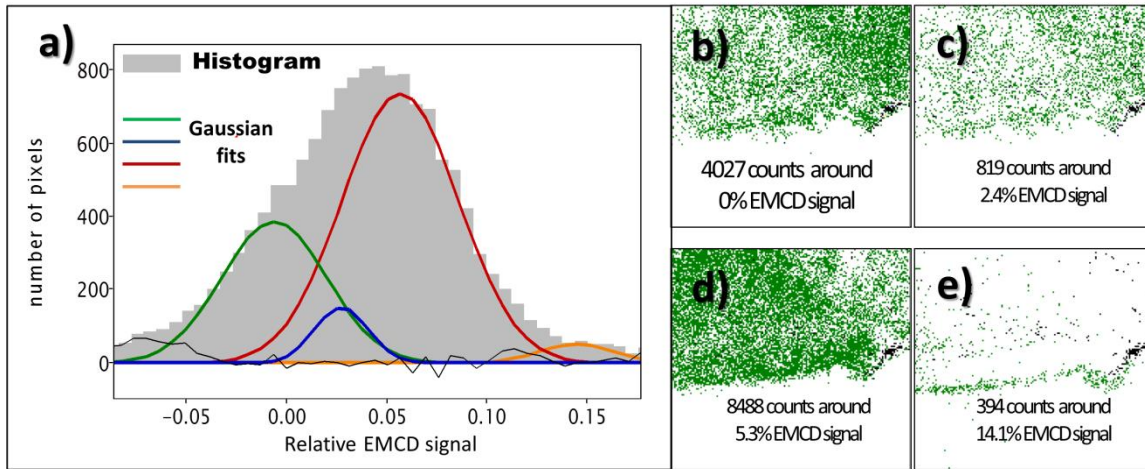 a)
Histogram
Gaussian
fits
800
600
400
200
0
number of pixels
−0.05
0.00
0.05
0.10
0.15
Relative EMCD signal
b)
4027 counts around
0% EMCD signal
c)
819 counts around
2.4% EMCD signal
d)
8488 counts around
5.3% EMCD signal
e)
394 counts around
14.1% EMCD signal